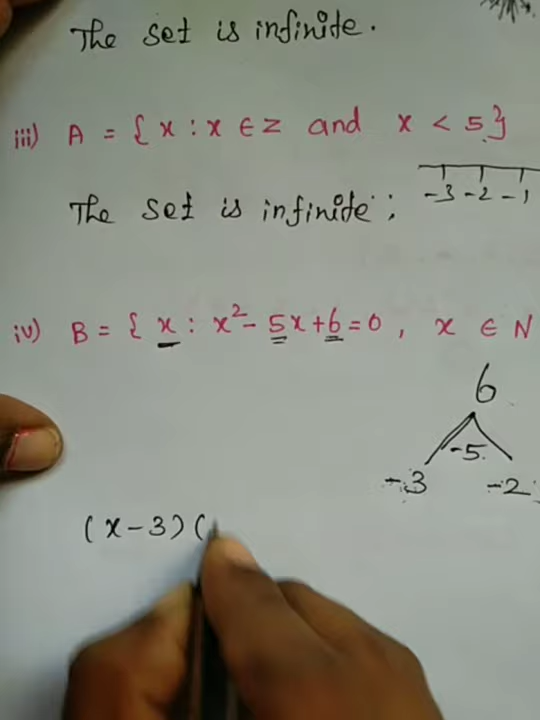 The set is infinite.
iii) A = { x : x ∈ Z and x < 5 }
-3 -2 -1
The set is infinite ;
iv) B = { x : x² - 5x + 6 = 0 , x ∈ N
6
-5
-3 -2
(x - 3) (